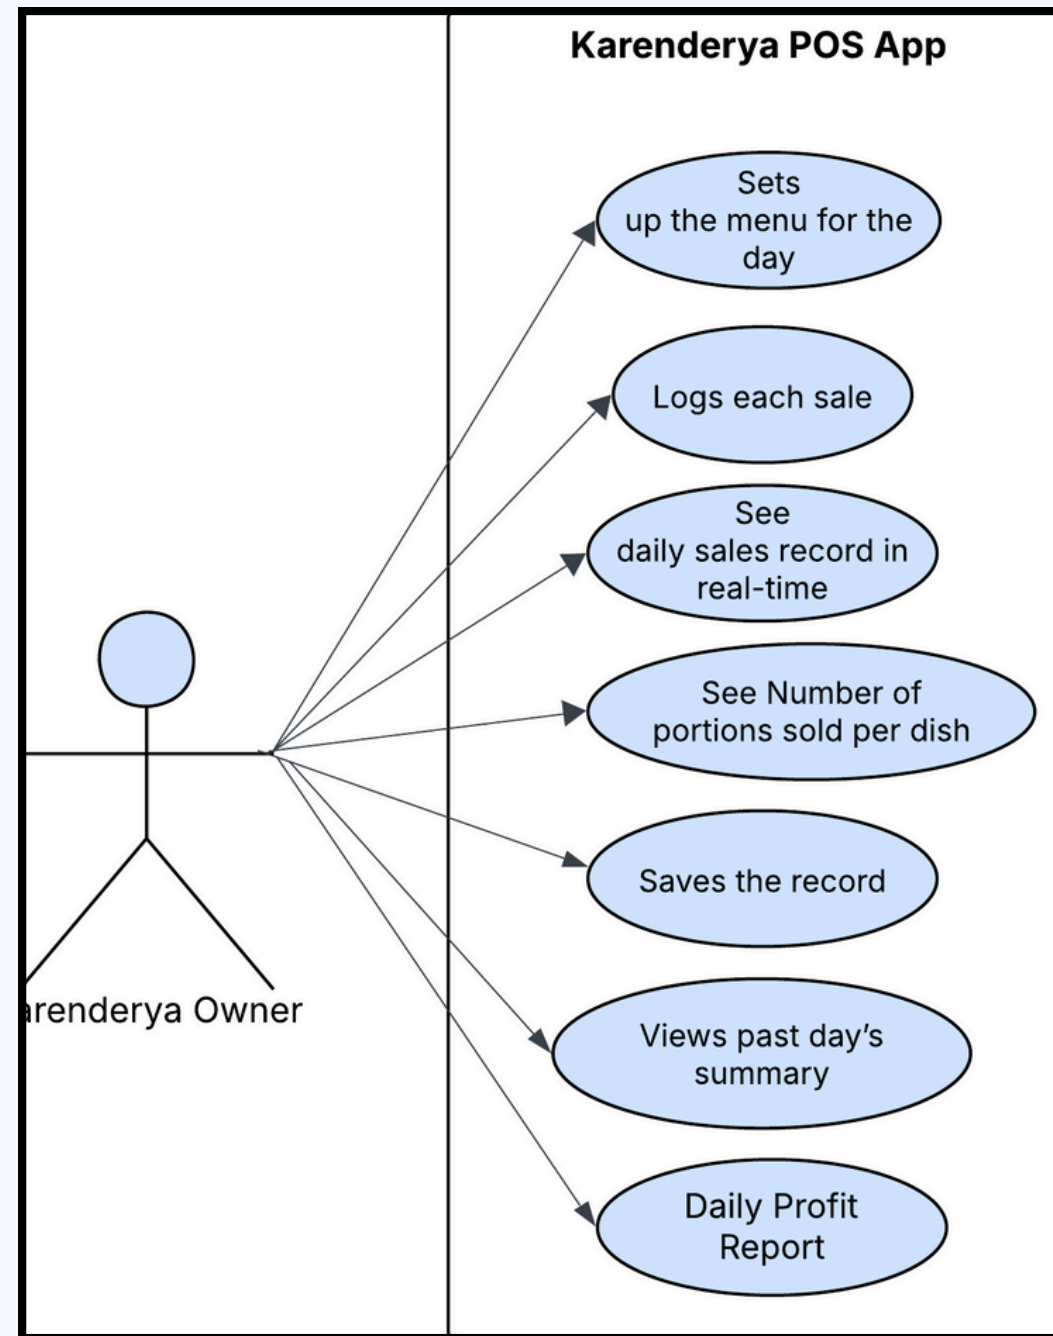 Karenderya POS App
Sets
up the menu for the
day
Logs each sale
See
daily sales record in
real-time
See Number of
portions sold per dish
Saves the record
arenderya Owner
Views past day’s
summary
Daily Profit
Report